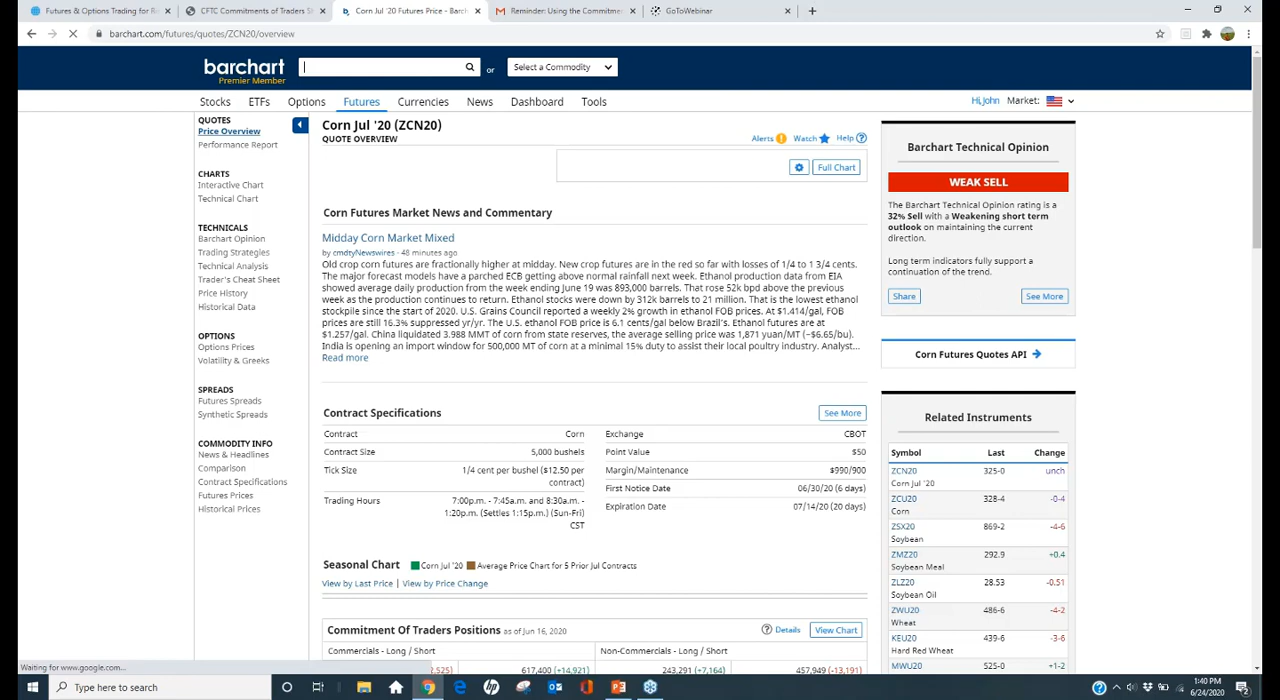 Futures & Options Trading for Ri
CFTC Commitments of Traders S
Corn Jul '20 Futures Price - Barch
Reminder: Using the Commitme
GoToWebinar
barchart.com/futures/quotes/ZCN20/overview
barchart
Premier Member
or
Select a Commodity
Stocks
ETFs
Options
Futures
Currencies
News
Dashboard
Tools
Hi, John
Market:
QUOTES
Price Overview
Performance Report
CHARTS
Interactive Chart
Technical Chart
TECHNICALS
Barchart Opinion
Trading Strategies
Technical Analysis
Trader's Cheat Sheet
Price History
Historical Data
OPTIONS
Options Prices
Volatility & Greeks
SPREADS
Futures Spreads
Synthetic Spreads
COMMODITY INFO
News & Headlines
Comparison
Contract Specifications
Futures Prices
Historical Prices
Corn Jul '20 (ZCN20)
QUOTE OVERVIEW
Alerts
Watch
Help
Full Chart
Corn Futures Market News and Commentary
Midday Corn Market Mixed
by cmdtyNewswires - 48 minutes ago
Old crop corn futures are fractionally higher at midday. New crop futures are in the red so far with losses of 1/4 to 1 3/4 cents.
The major forecast models have a parched ECB getting above normal rainfall next week. Ethanol production data from EIA
showed average daily production from the week ending June 19 was 893,000 barrels. That rose 52k bpd above the previous
week as the production continues to return. Ethanol stocks were down by 312k barrels to 21 million. That is the lowest ethanol
stockpile since the start of 2020. U.S. Grains Council reported a weekly 2% growth in ethanol FOB prices. At $1.414/gal, FOB
prices are still 16.3% suppressed yr/yr. The U.S. ethanol FOB price is 6.1 cents/gal below Brazil's. Ethanol futures are at
$1.257/gal. China liquidated 3.988 MMT of corn from state reserves, the average selling price was 1,871 yuan/MT (~$6.65/bu).
India is opening an import window for 500,000 MT of corn at a minimal 15% duty to assist their local poultry industry. Analyst...
Read more
Contract Specifications
See More
Contract Corn
Contract Size 5,000 bushels
Tick Size 1/4 cent per bushel ($12.50 per
contract)
Trading Hours 7:00p.m. - 7:45a.m. and 8:30a.m. -
1:20p.m. (Settles 1:15p.m.) (Sun-Fri)
CST
Exchange CBOT
Point Value $50
Margin/Maintenance $990/900
First Notice Date 06/30/20 (6 days)
Expiration Date 07/14/20 (20 days)
Seasonal Chart Corn Jul '20 Average Price Chart for 5 Prior Jul Contracts
View by Last Price | View by Price Change
Commitment Of Traders Positions as of Jun 16, 2020
Details
View Chart
Commercials - Long / Short
Non-Commercials - Long / Short
2,525) 617,400 (+14,921) 243,291 (+7,164) 457,949 (-13,191)
Barchart Technical Opinion
WEAK SELL
The Barchart Technical Opinion rating is a
32% Sell with a Weakening short term
outlook on maintaining the current
direction.
Long term indicators fully support a
continuation of the trend.
Share
See More
Corn Futures Quotes API
Related Instruments
Symbol Last Change
ZCN20 325-0 unch
Corn Jul '20
ZCU20 328-4 -0-4
Corn
ZSX20 869-2 -4-6
Soybean
ZMZ20 292.9 +0.4
Soybean Meal
ZLZ20 28.53 -0.51
Soybean Oil
ZWU20 486-6 -4-2
Wheat
KEU20 439-6 -3-6
Hard Red Wheat
MWU20 525-0 +1-2
Waiting for www.google.com...
Type here to search
1:40 PM
6/24/2020
2